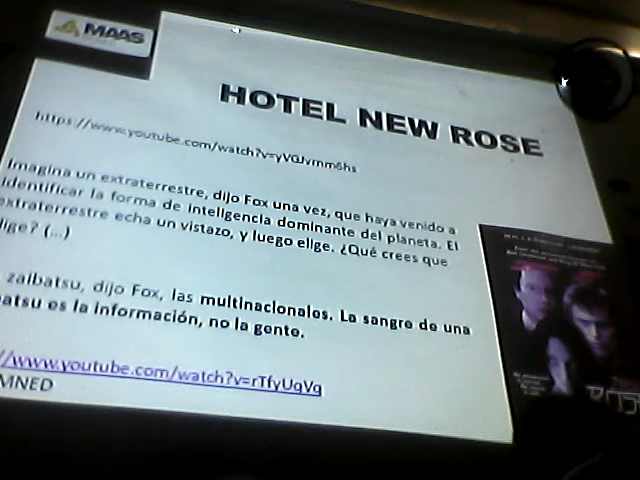 MAAS
HOTEL NEW ROSE
https://www.youtube.com/watch?v=yVGJvmm6hs
Imagina un extraterrestre, dijo Fox una vez, que haya venido a
identificar la forma de inteligencia dominante del planeta. El
extraterrestre echa un vistazo, y luego elige. ¿Qué crees que
lige? (...)
zaibatsu, dijo Fox, las multinacionales. La sangre de una
batsu es la información, no la gente.
//www.youtube.com/watch?v=rTfyUqVq
MNED